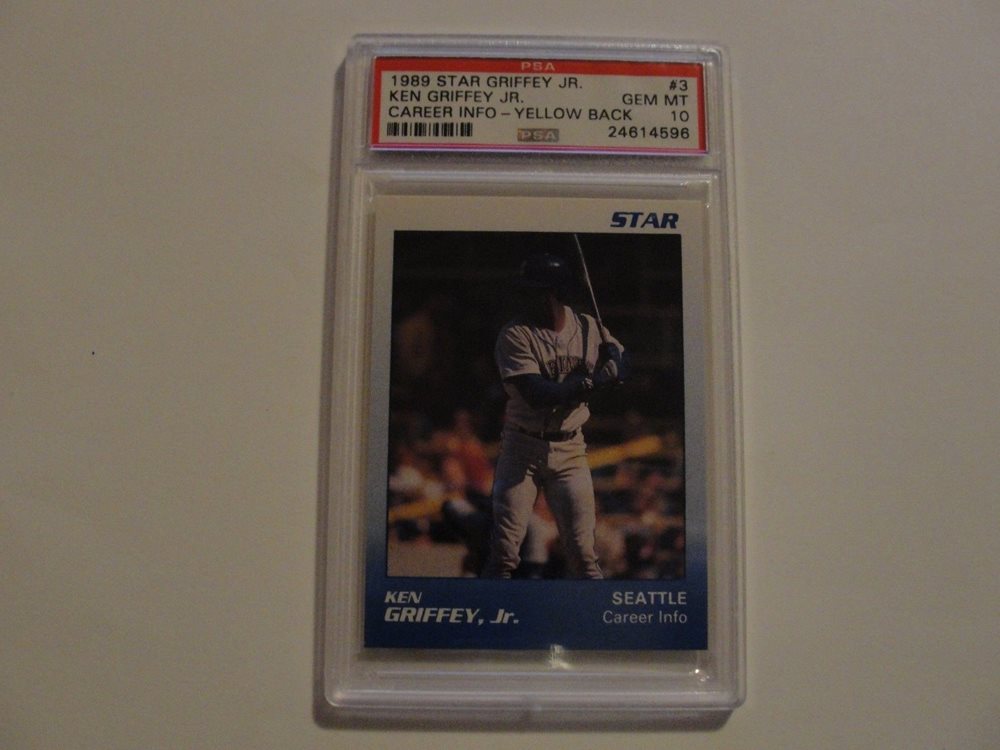 PSA
1989 STAR GRIFFEY JR. #3
KEN GRIFFEY JR. GEM MT
CAREER INFO - YELLOW BACK 10
PSA 24614596
STAR
KEN SEATTLE
GRIFFEY, Jr. Career Info